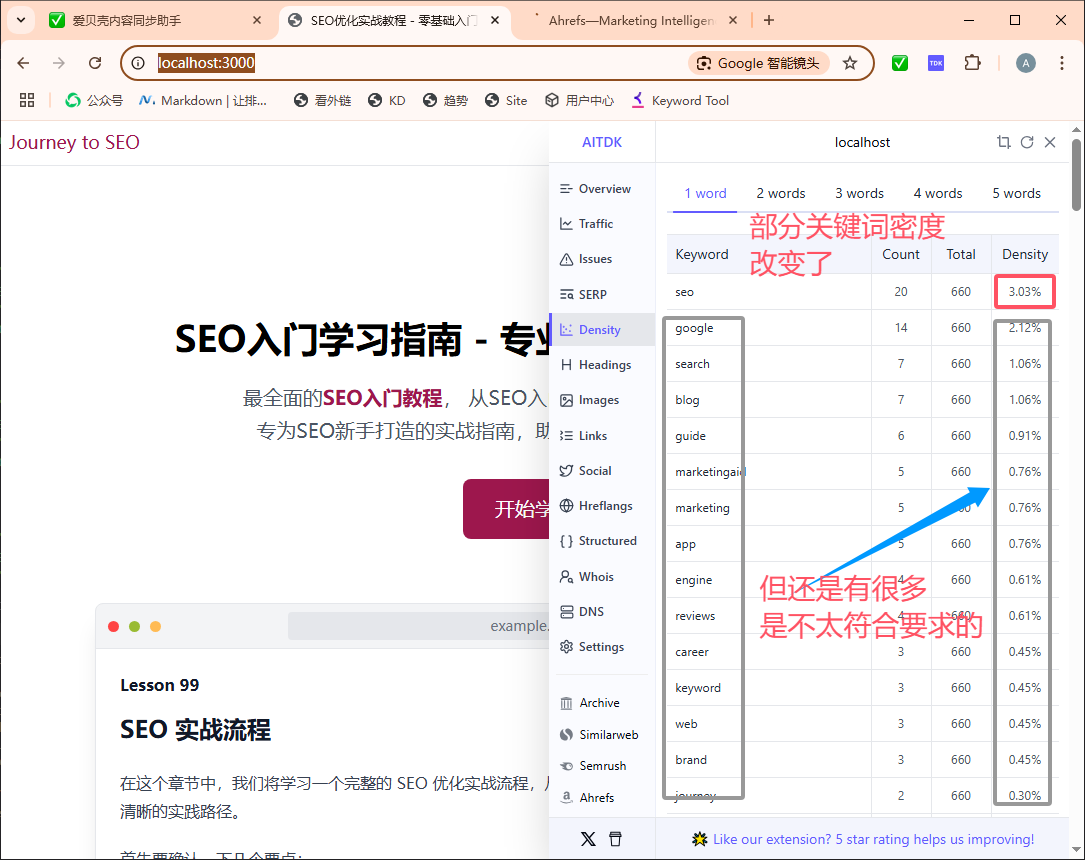 爱贝壳内容同步助手
SEO优化实战教程 - 零基础入门
Ahrefs—Marketing Intelligen
localhost:3000
Google 智能镜头
TDK
A
公众号
Markdown | 让排...
看外链
KD
趋势
Site
用户中心
Keyword Tool
Journey to SEO
SEO入门学习指南 - 专业
最全面的SEO入门教程， 从SEO入
专为SEO新手打造的实战指南，助
开始学
example.
Lesson 99
SEO 实战流程
在这个章节中，我们将学习一个完整的 SEO 优化实战流程，从
清晰的实践路径。
AITDK
localhost
Overview
Traffic
Issues
SERP
Density
Headings
Images
Links
Social
Hreflangs
Structured
Whois
DNS
Settings
Archive
Similarweb
Semrush
Ahrefs
1 word 2 words 3 words 4 words 5 words
部分关键词密度
改变了
Keyword Count Total Density
seo 20 660 3.03%
google 14 660 2.12%
search 7 660 1.06%
blog 7 660 1.06%
guide 6 660 0.91%
marketingaid 5 660 0.76%
marketing 5 660 0.76%
app 5 660 0.76%
engine 4 660 0.61%
reviews 4 660 0.61%
career 3 660 0.45%
keyword 3 660 0.45%
web 3 660 0.45%
brand 3 660 0.45%
journey 2 660 0.30%
但还是有很多
是不太符合要求的
Like our extension? 5 star rating helps us improving!